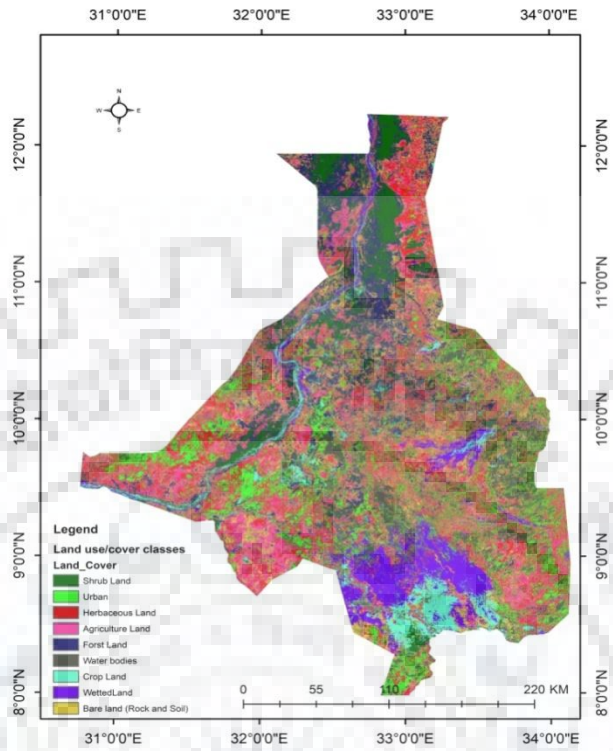 31°0'0"E 32°0'0"E 33°0'0"E 34°0'0"E
N
W E
S
12°0'0"N 12°0'0"N
11°0'0"N 11°0'0"N
10°0'0"N 10°0'0"N
9°0'0"N 9°0'0"N
8°0'0"N 8°0'0"N
Legend
Land use/cover classes
Land_Cover
Shrub Land
Urban
Herbaceous Land
Agriculture Land
Forst Land
Water bodies
Crop Land
WettedLand
Bare land (Rock and Soil)
0 55 110 220 KM
31°0'0"E 32°0'0"E 33°0'0"E 34°0'0"E